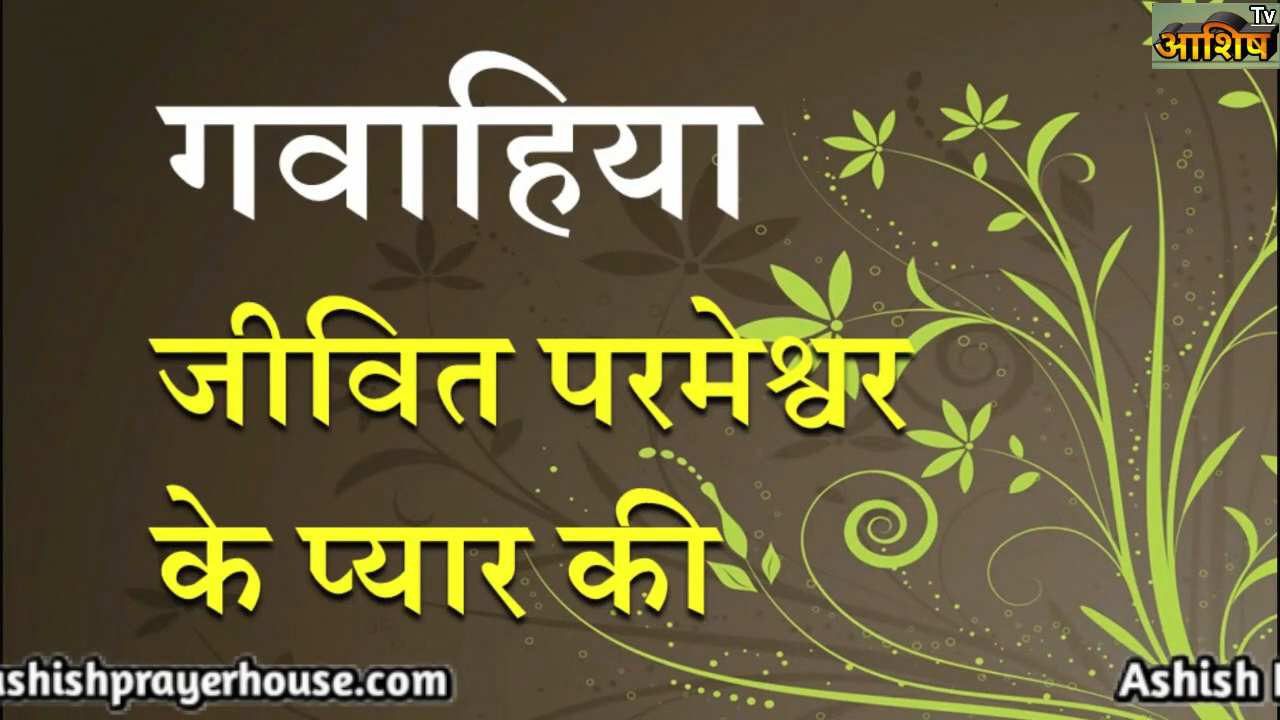 Tv
आशिष
गवाहिया
जीवित परमेश्वर
के प्यार की
ashishprayerhouse.com
Ashish